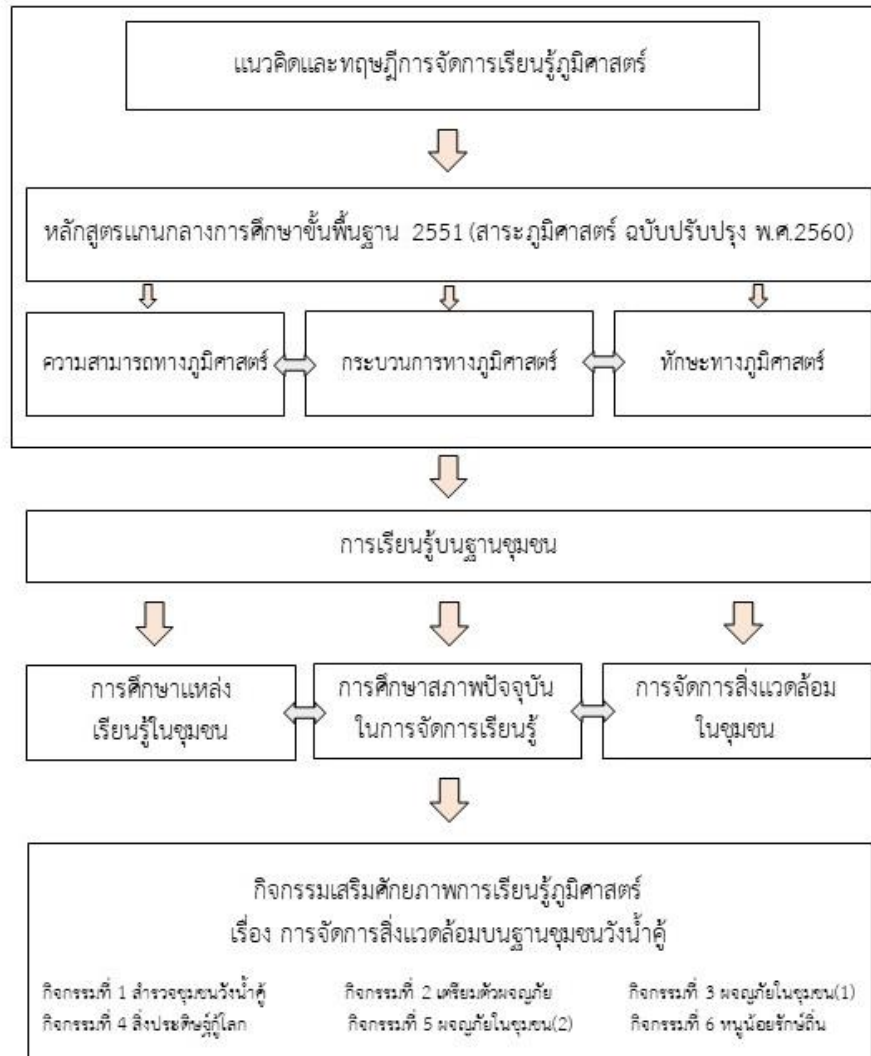 แนวคิดและทฤษฎีการจัดการเรียนรู้ภูมิศาสตร์
หลักสูตรแกนกลางการศึกษาขั้นพื้นฐาน 2551 (สาระภูมิศาสตร์ ฉบับปรับปรุง พ.ศ.2560)
ความสามารถทางภูมิศาสตร์
กระบวนการทางภูมิศาสตร์
ทักษะทางภูมิศาสตร์
การเรียนรู้บนฐานชุมชน
การศึกษาแหล่ง
เรียนรู้ในชุมชน
การศึกษาสภาพปัจจุบัน
ในการจัดการเรียนรู้
การจัดการสิ่งแวดล้อม
ในชุมชน
กิจกรรมเสริมศักยภาพการเรียนรู้ภูมิศาสตร์
เรื่อง การจัดการสิ่งแวดล้อมบนฐานชุมชนวังน้ำคู้
กิจกรรมที่ 1 สำรวจชุมชนวังน้ำคู้ กิจกรรมที่ 2 เตรียมตัวผจญภัย กิจกรรมที่ 3 ผจญภัยในชุมชน(1)
กิจกรรมที่ 4 สิ่งประดิษฐ์กู้โลก กิจกรรมที่ 5 ผจญภัยในชุมชน(2) กิจกรรมที่ 6 หนูน้อยรักษ์ถิ่น